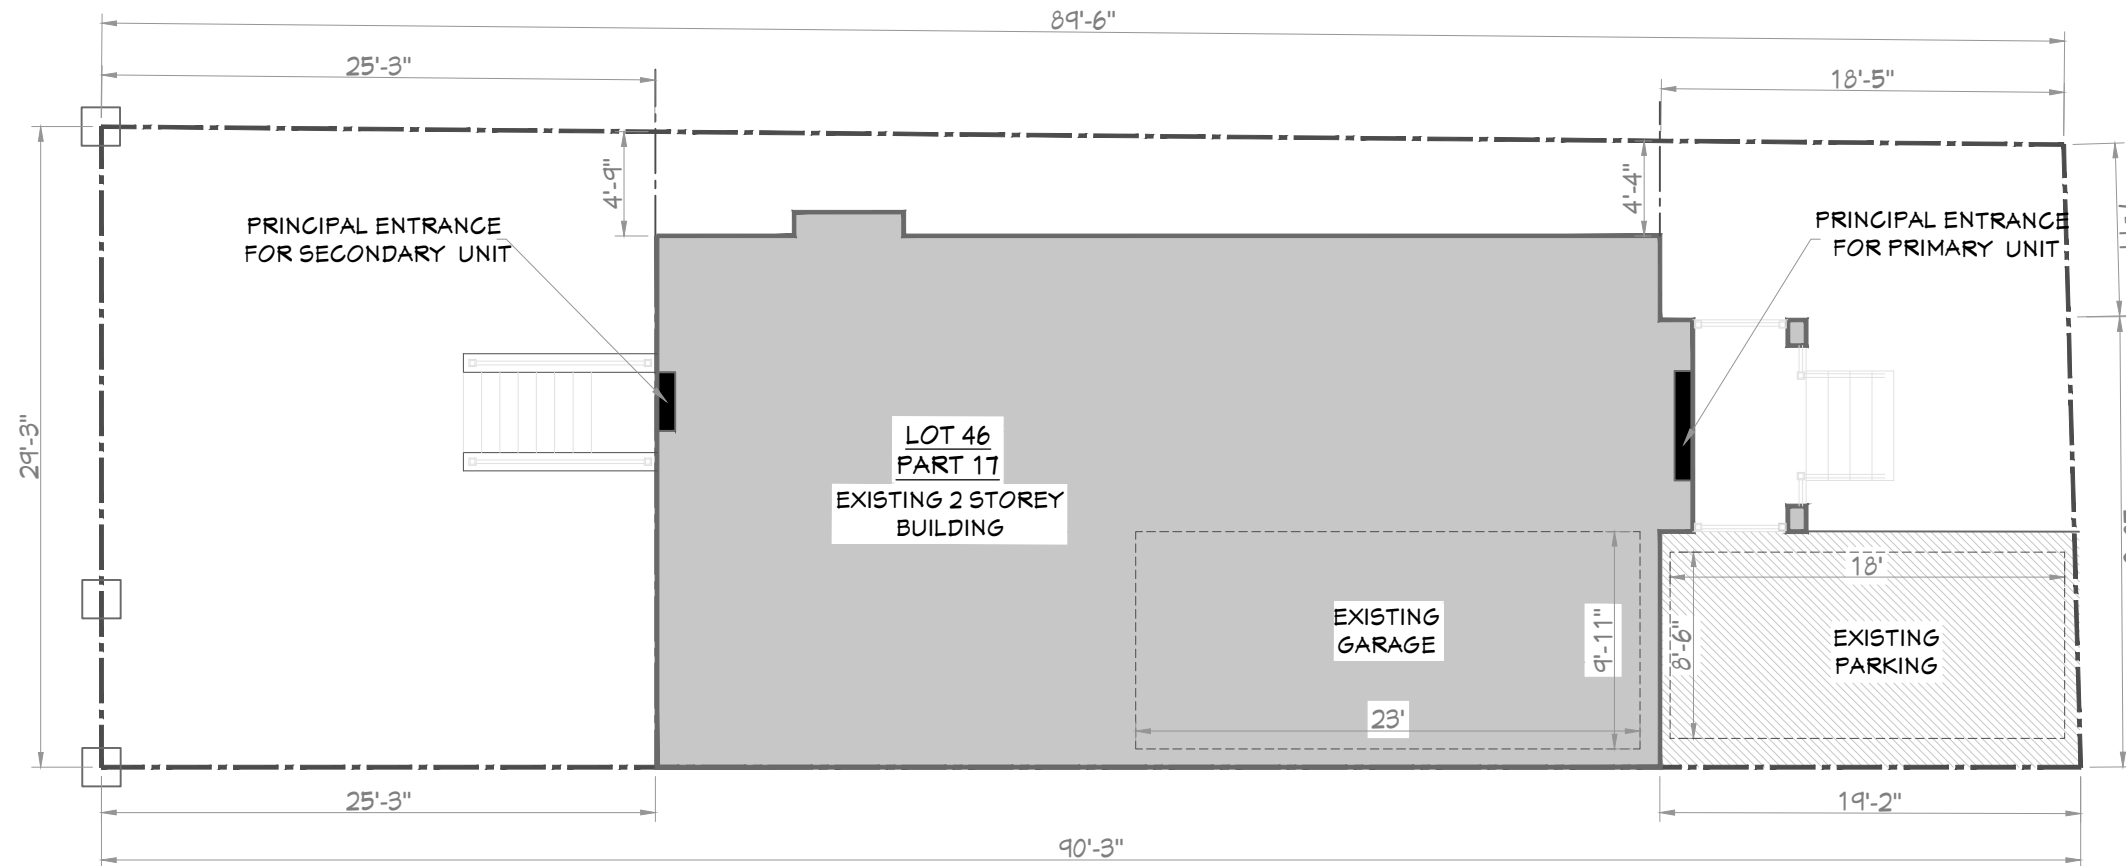 89'-6"
25'-3"
18'-5"
4'-9"
4'-4"
PRINCIPAL ENTRANCE
FOR SECONDARY UNIT
PRINCIPAL ENTRANCE
FOR PRIMARY UNIT
29'-3"
LOT 46
PART 17
EXISTING 2 STOREY
BUILDING
18'
EXISTING
GARAGE
9'-11"
8'-6"
EXISTING
PARKING
23'
25'-3"
19'-2"
90'-3"